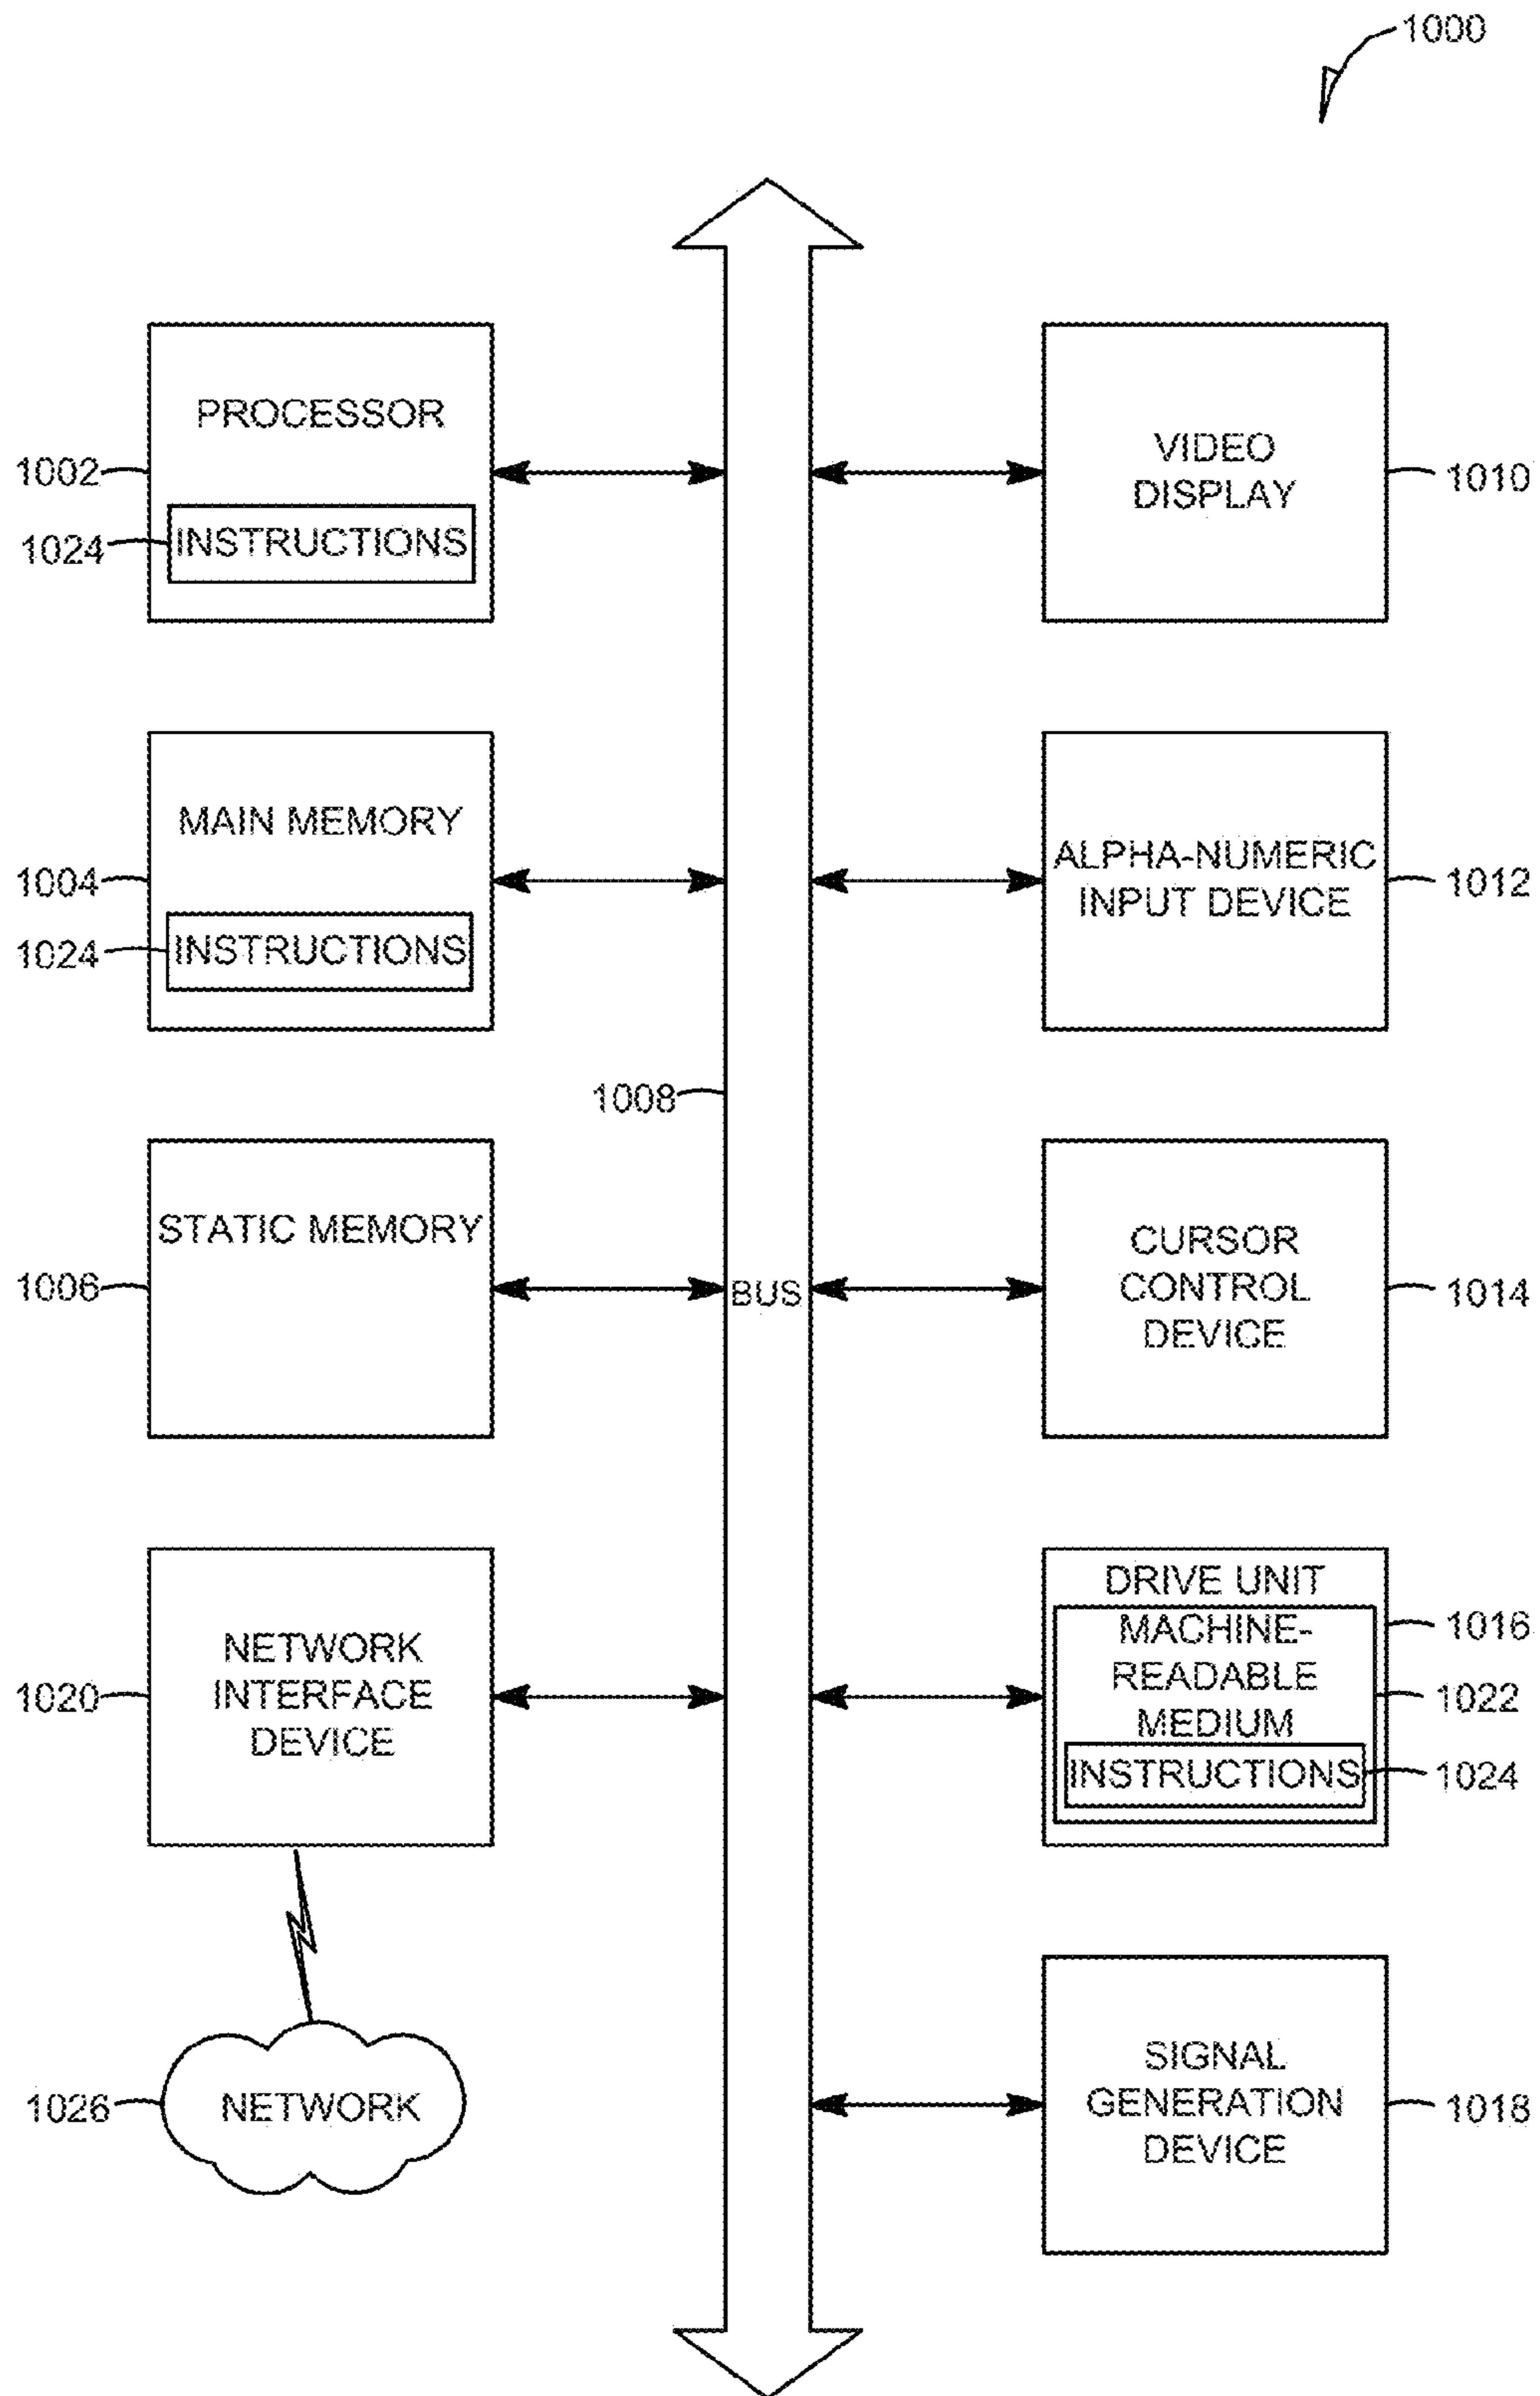 1000
PROCESSOR
1002
1024
INSTRUCTIONS
VIDEO
DISPLAY
1010
MAIN MEMORY
1004
1024
INSTRUCTIONS
ALPHA-NUMERIC
INPUT DEVICE
1012
1008
STATIC MEMORY
1006
BUS
CURSOR
CONTROL
DEVICE
1014
NETWORK
INTERFACE
DEVICE
1020
DRIVE UNIT
1016
MACHINE-
READABLE
MEDIUM
1022
INSTRUCTIONS
1024
1026
NETWORK
SIGNAL
GENERATION
DEVICE
1018